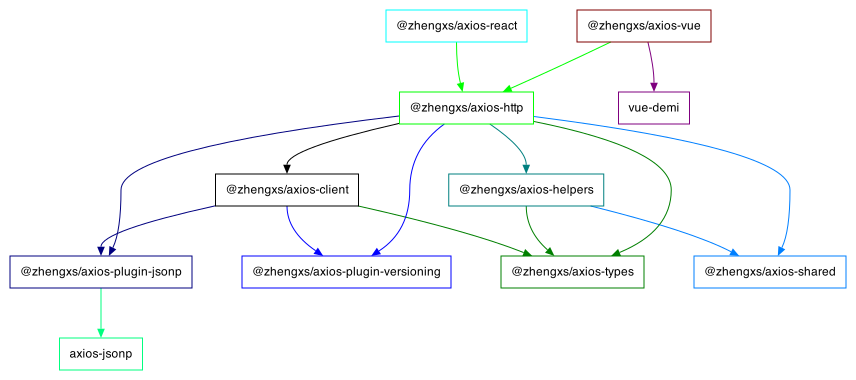 @zhengxs/axios-react
@zhengxs/axios-vue
@zhengxs/axios-http
vue-demi
@zhengxs/axios-client
@zhengxs/axios-helpers
@zhengxs/axios-plugin-jsonp
@zhengxs/axios-plugin-versioning
@zhengxs/axios-types
@zhengxs/axios-shared
axios-jsonp